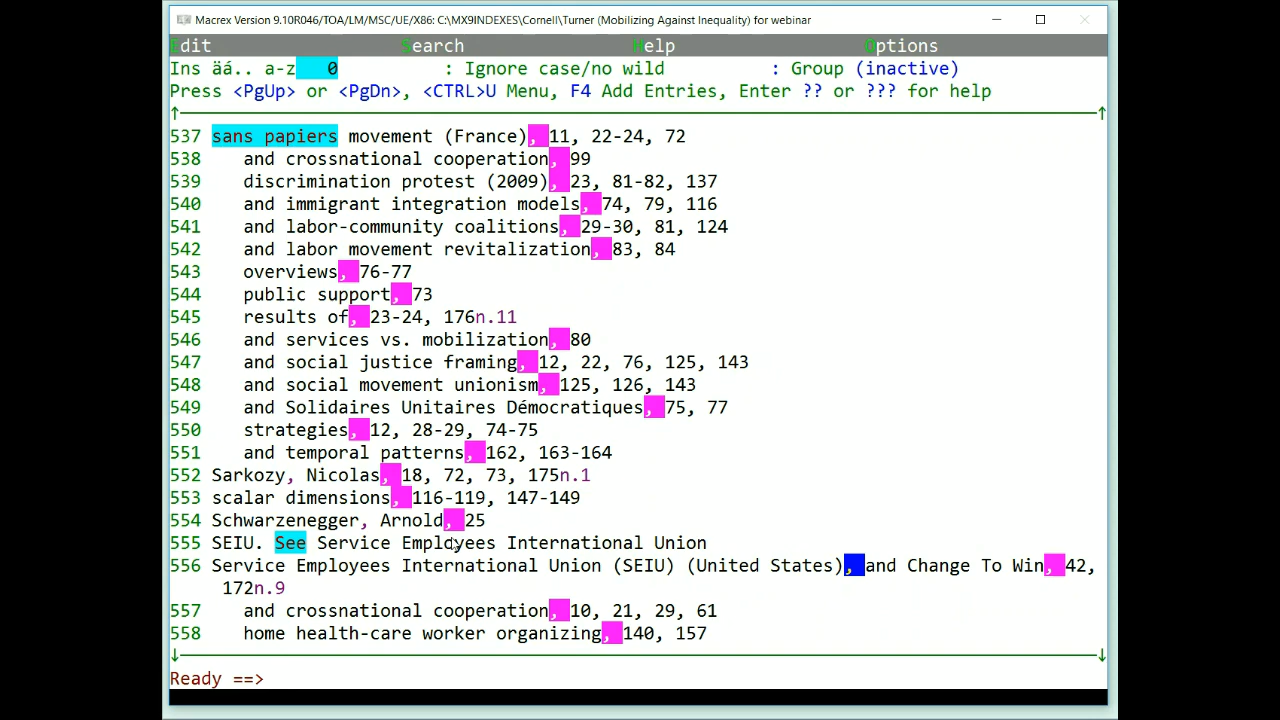 Macrex Version 9.10R046/TOA/LM/MSC/UE/X86: C:\MX9INDEXES\Cornell\Turner (Mobilizing Against Inequality) for webinar
Edit Search Help Options
Ins äá.. a-z 0 : Ignore case/no wild : Group (inactive)
Press <PgUp> or <PgDn>, <CTRL>U Menu, F4 Add Entries, Enter ?? or ??? for help
537 sans papiers movement (France), 11, 22-24, 72
538 and crossnational cooperation, 99
539 discrimination protest (2009), 23, 81-82, 137
540 and immigrant integration models, 74, 79, 116
541 and labor-community coalitions, 29-30, 81, 124
542 and labor movement revitalization, 83, 84
543 overviews, 76-77
544 public support, 73
545 results of, 23-24, 176n.11
546 and services vs. mobilization, 80
547 and social justice framing, 12, 22, 76, 125, 143
548 and social movement unionism, 125, 126, 143
549 and Solidaires Unitaires Démocratiques, 75, 77
550 strategies, 12, 28-29, 74-75
551 and temporal patterns, 162, 163-164
552 Sarkozy, Nicolas, 18, 72, 73, 175n.1
553 scalar dimensions, 116-119, 147-149
554 Schwarzenegger, Arnold, 25
555 SEIU. See Service Employees International Union
556 Service Employees International Union (SEIU) (United States), and Change To Win, 42,
172n.9
557 and crossnational cooperation, 10, 21, 29, 61
558 home health-care worker organizing, 140, 157
Ready ==>